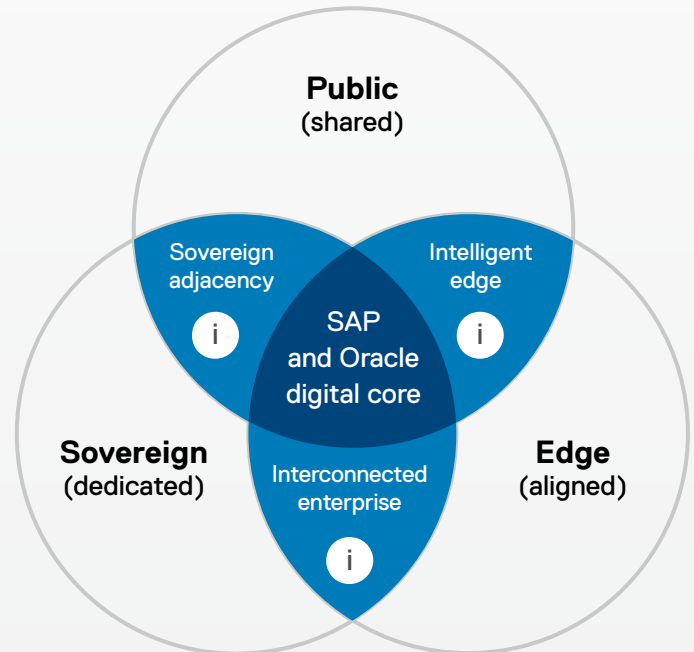 Public
(shared)
Sovereign
adjacency
i
Intelligent
edge
i
SAP
and Oracle
digital core
Sovereign
(dedicated)
Edge
(aligned)
Interconnected
enterprise
i